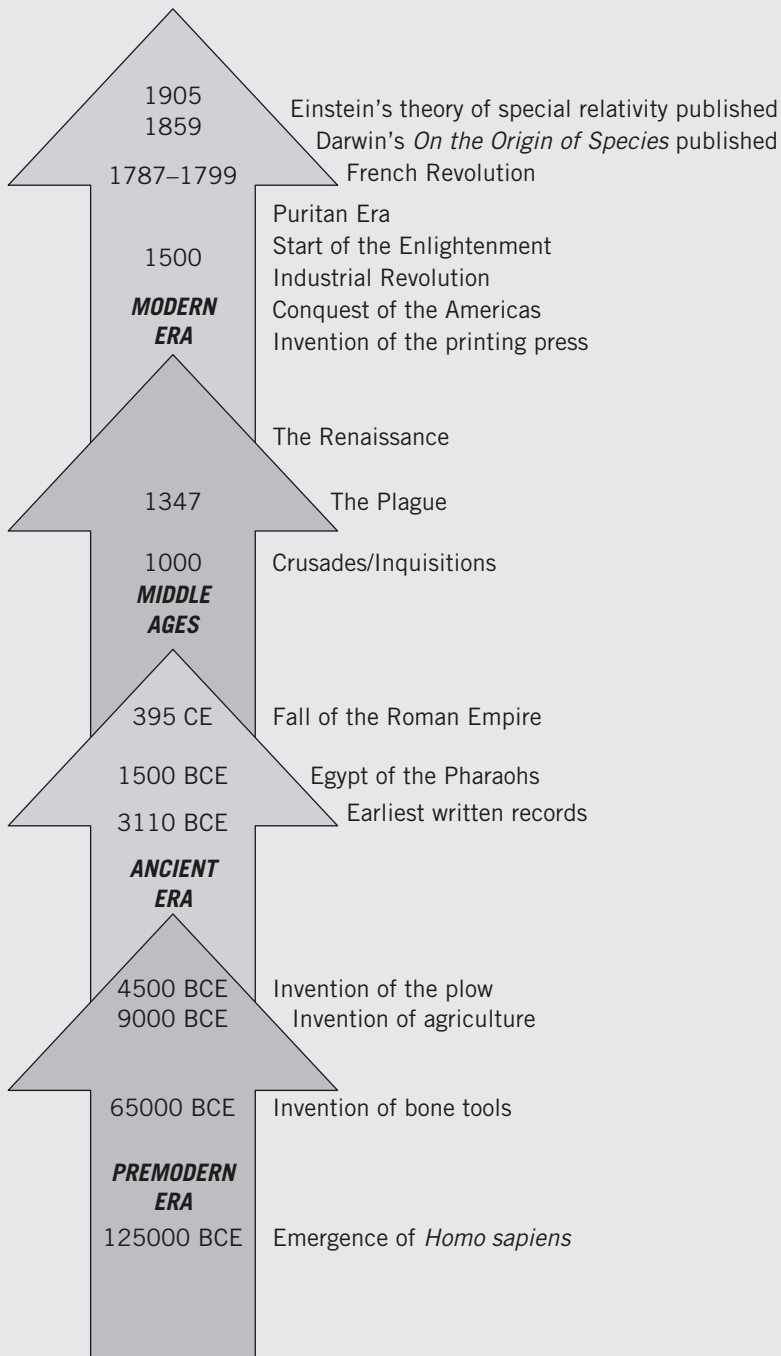 1905 Einstein’s theory of special relativity published
1859 Darwin’s On the Origin of Species published
1787–1799 French Revolution
Puritan Era
1500 Start of the Enlightenment
Industrial Revolution
MODERN Conquest of the Americas
ERA Invention of the printing press
The Renaissance
1347 The Plague
1000 Crusades/Inquisitions
MIDDLE
AGES
395 CE Fall of the Roman Empire
1500 BCE Egypt of the Pharaohs
3110 BCE Earliest written records
ANCIENT
ERA
4500 BCE Invention of the plow
9000 BCE Invention of agriculture
65000 BCE Invention of bone tools
PREMODERN
ERA
125000 BCE Emergence of Homo sapiens